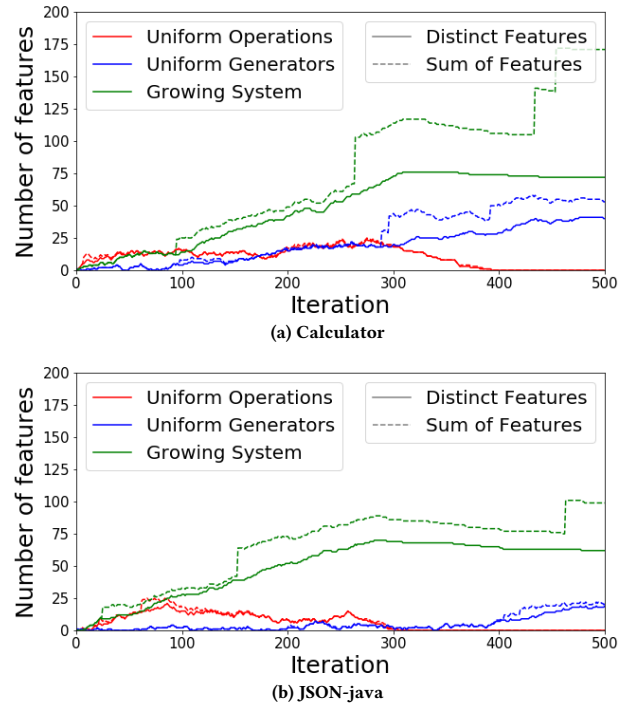 200
175
150
125
100
75
50
25
0
Number of features
Uniform Operations
Uniform Generators
Growing System
Distinct Features
Sum of Features
0 100 200 300 400 500
Iteration
(a) Calculator
200
175
150
125
100
75
50
25
0
Number of features
Uniform Operations
Uniform Generators
Growing System
Distinct Features
Sum of Features
0 100 200 300 400 500
Iteration
(b) JSON-java